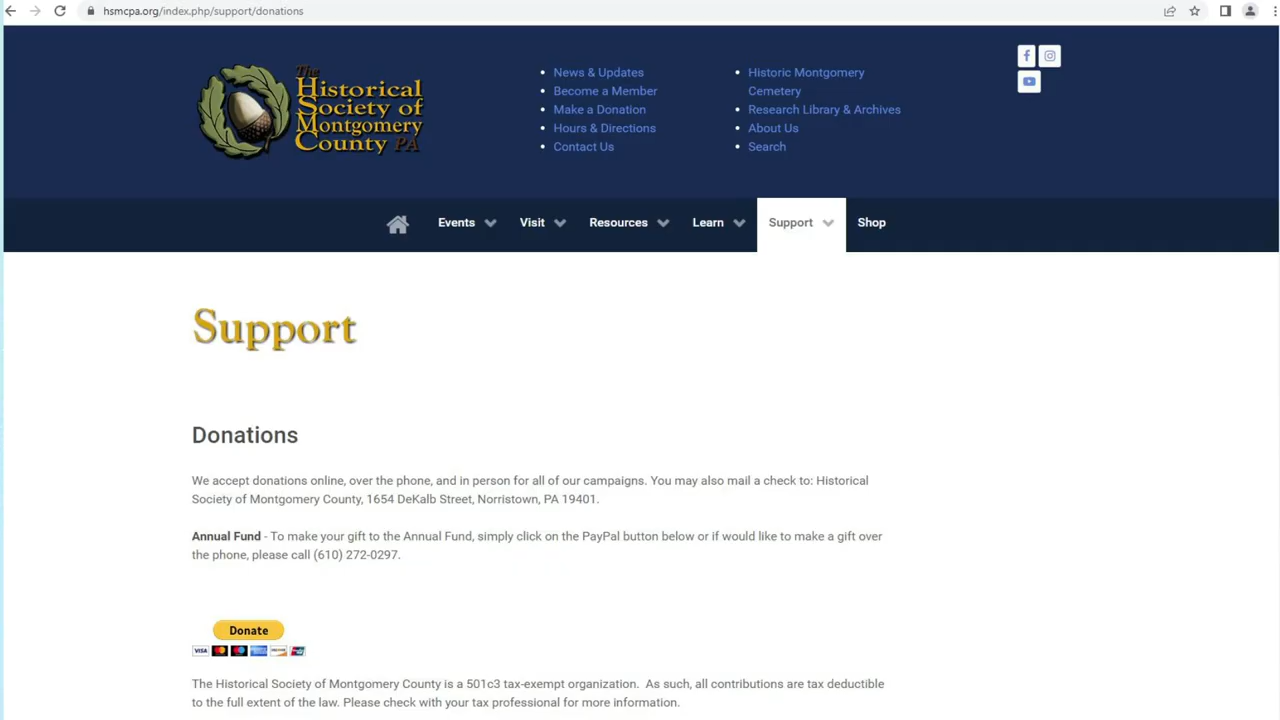 hsmcpa.org/index.php/support/donations
The
Historical
Society of
Montgomery
County PA
News & Updates
Become a Member
Make a Donation
Hours & Directions
Contact Us
Historic Montgomery
Cemetery
Research Library & Archives
About Us
Search
Events
Visit
Resources
Learn
Support
Shop
Support
Donations
We accept donations online, over the phone, and in person for all of our campaigns. You may also mail a check to: Historical
Society of Montgomery County, 1654 DeKalb Street, Norristown, PA 19401.
Annual Fund - To make your gift to the Annual Fund, simply click on the PayPal button below or if would like to make a gift over
the phone, please call (610) 272-0297.
Donate
VISA
The Historical Society of Montgomery County is a 501c3 tax-exempt organization. As such, all contributions are tax deductible
to the full extent of the law. Please check with your tax professional for more information.